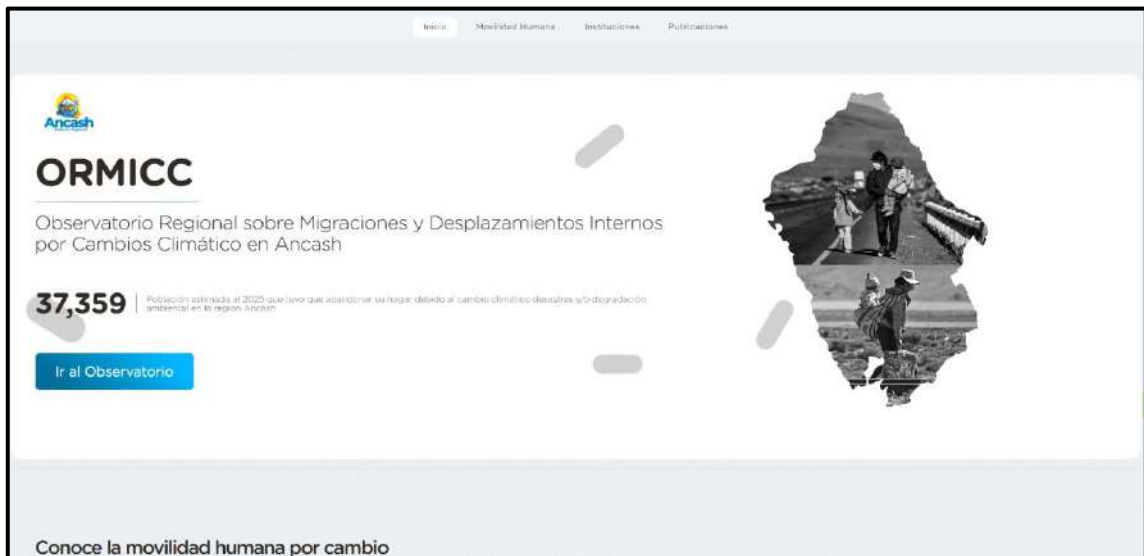 Inicio Movilidad Humana Instituciones Publicaciones
Ancash
ORMICC
Observatorio Regional sobre Migraciones y Desplazamientos Internos
por Cambios Climático en Ancash
37,359
Población estimada al 2025 que tuvo que abandonar su hogar debido al cambio climático desastres y/o degradación
ambiental en la región Ancash
Ir al Observatorio
Conoce la movilidad humana por cambio